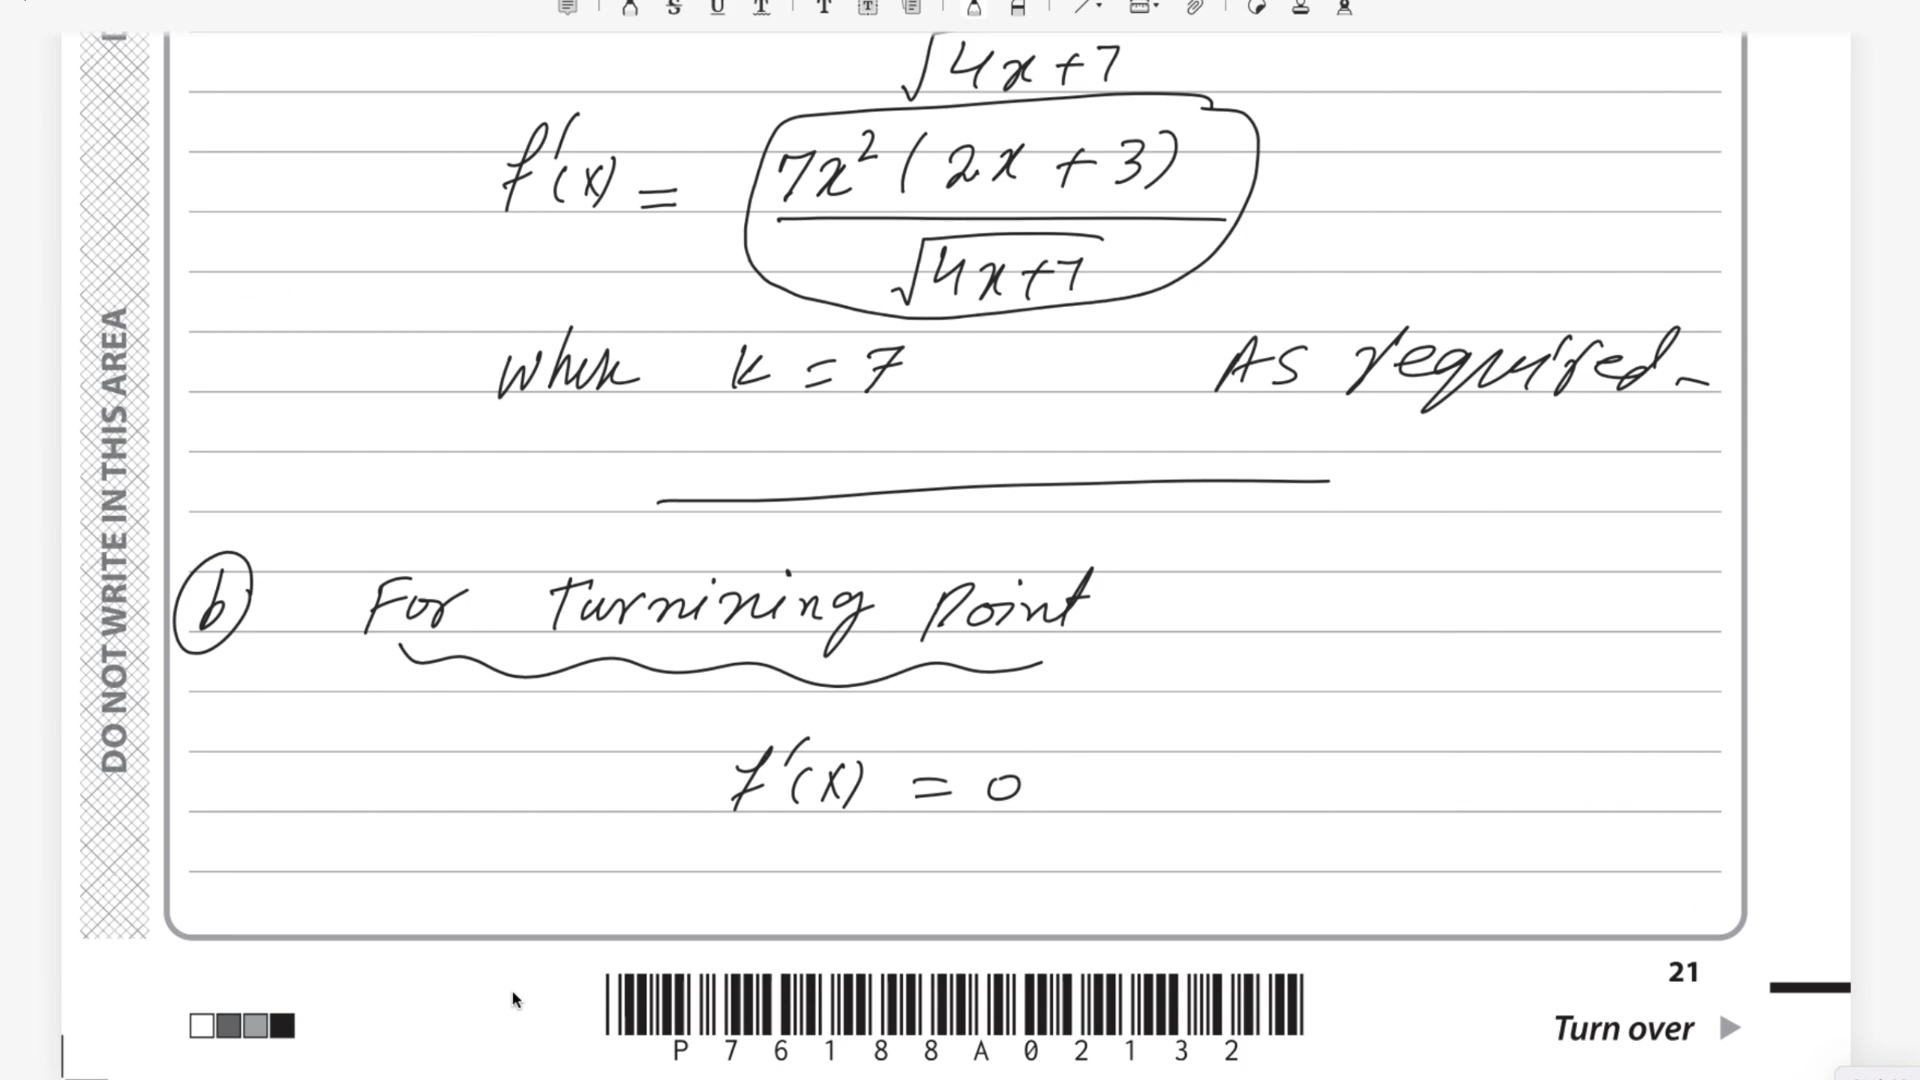 √4x+7
f'(x) = 7x²(2x+3)
√4x+7
when k = 7 As required.
b For Turnining Point
f'(x) = 0
DO NOT WRITE IN THIS AREA
21
P 7 6 1 8 8 A 0 2 1 3 2
Turn over